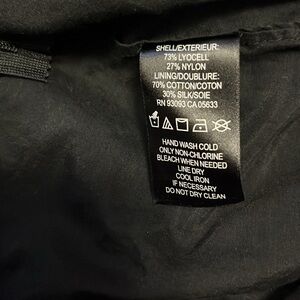 SHELL/EXTERIEUR:
73% LYOCELL
27% NYLON
LINING/DOUBLURE:
70% COTTON/COTON
30% SILK/SOIE
RN 93093 CA 05633
HAND WASH COLD
ONLY NON-CHLORINE
BLEACH WHEN NEEDED
LINE DRY
COOL IRON
IF NECESSARY
DO NOT DRY CLEAN